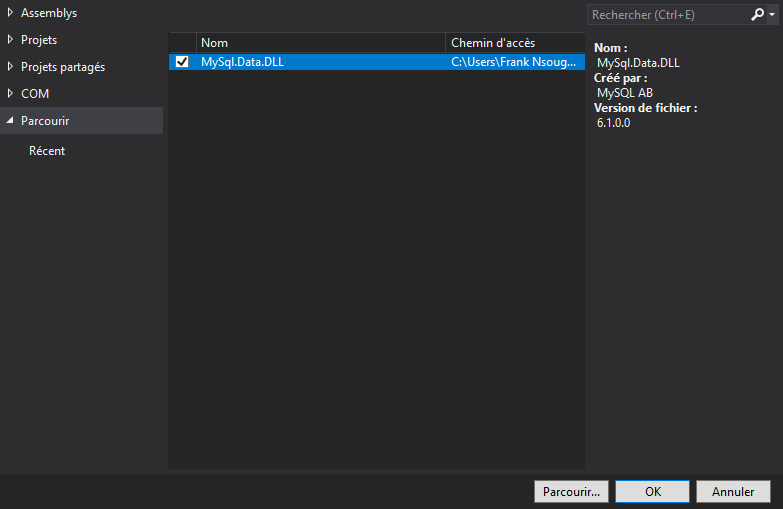 Assemblys
Projets
Projets partagés
COM
Parcourir
Récent
Nom
Chemin d'accès
MySql.Data.DLL
C:\Users\Frank Nsoug...
Rechercher (Ctrl+E)
Nom :
MySql.Data.DLL
Créé par :
MySQL AB
Version de fichier :
6.1.0.0
Parcourir...
OK
Annuler